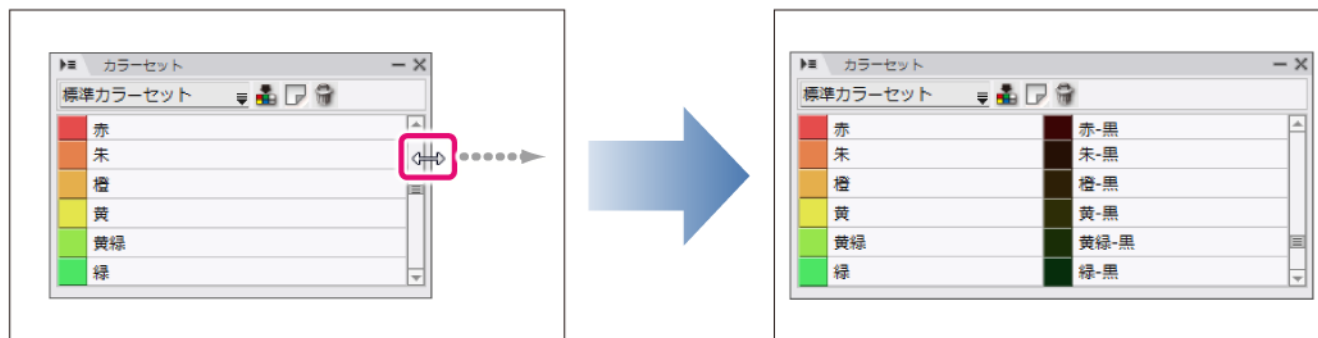 カラーセット
標準カラーセット
赤
朱
橙
黄
黄緑
緑
カラーセット
標準カラーセット
赤 赤-黒
朱 朱-黒
橙 橙-黒
黄 黄-黒
黄緑 黄緑-黒
緑 緑-黒